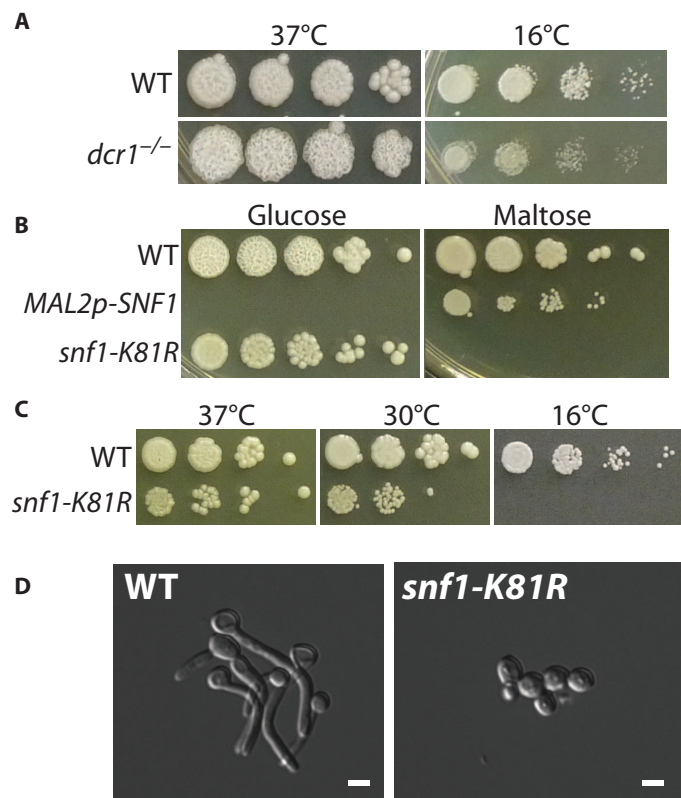 A
37°C 16°C
WT
dcr1–/–
B
Glucose Maltose
WT
MAL2p-SNF1
snf1-K81R
C
37°C 30°C 16°C
WT
snf1-K81R
D
WT snf1-K81R